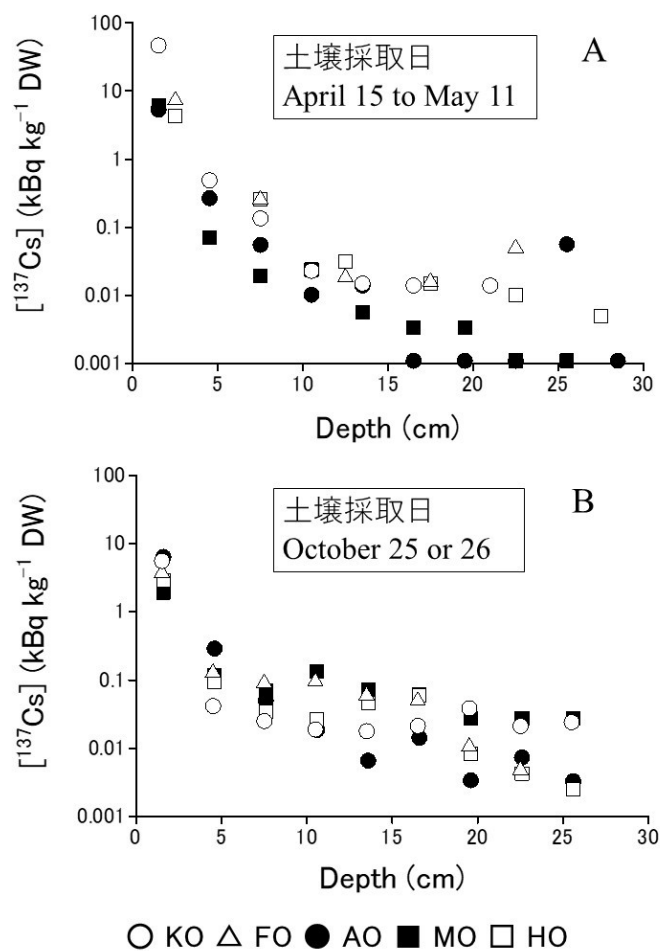 100
10
1
0.1
0.01
0.001
[¹³⁷Cs] (kBq kg⁻¹ DW)
土壌採取日
April 15 to May 11
A
0 5 10 15 20 25 30
Depth (cm)
100
10
1
0.1
0.01
0.001
[¹³⁷Cs] (kBq kg⁻¹ DW)
土壌採取日
October 25 or 26
B
0 5 10 15 20 25 30
Depth (cm)
KO FO AO MO HO